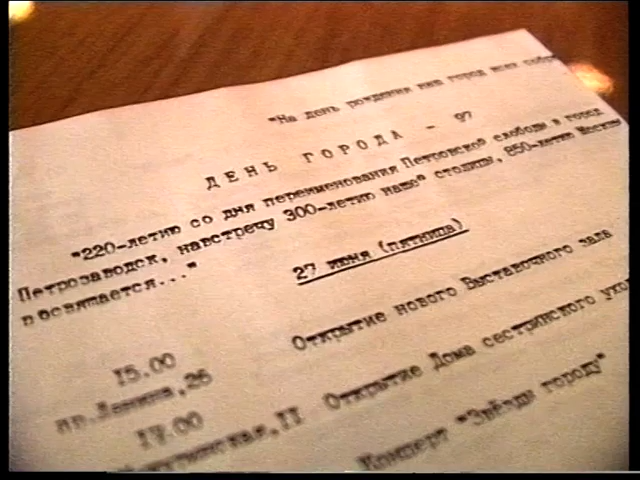 "На день рождения наш город всех
ДЕНЬ ГОРОДА - 97
"220-летию со дня переименования Петровской слободы в город
Петрозаводск, навстречу 300-летию нашей столицы, 850-летию Москвы
посвящается..."
27 июня (пятница)
15.00 Открытие нового Выставочного зала
пр.Ленина,26
17.00 Открытие Дома сестринского
II
Концерт "Звёзды городу"